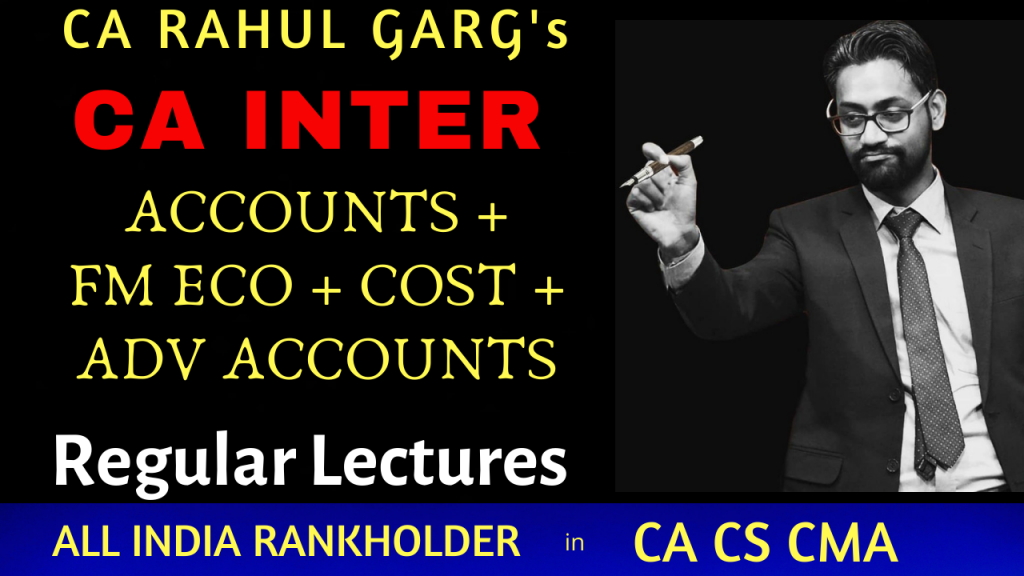 CA RAHUL GARG's
CA INTER
ACCOUNTS +
FM ECO + COST +
ADV ACCOUNTS
Regular Lectures
ALL INDIA RANKHOLDER in CA CS CMA